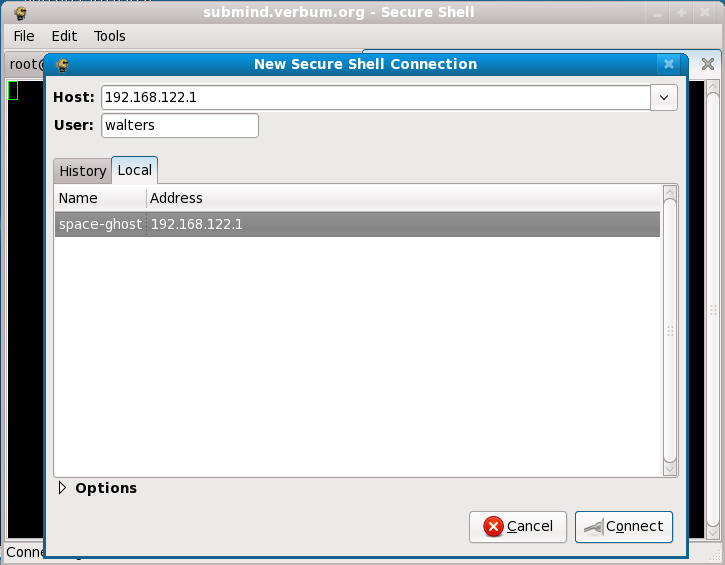 submind.verbum.org - Secure Shell
File Edit Tools
root@
New Secure Shell Connection
Host: 192.168.122.1
User: walters
History Local
Name Address
space-ghost 192.168.122.1
Options
Cancel Connect